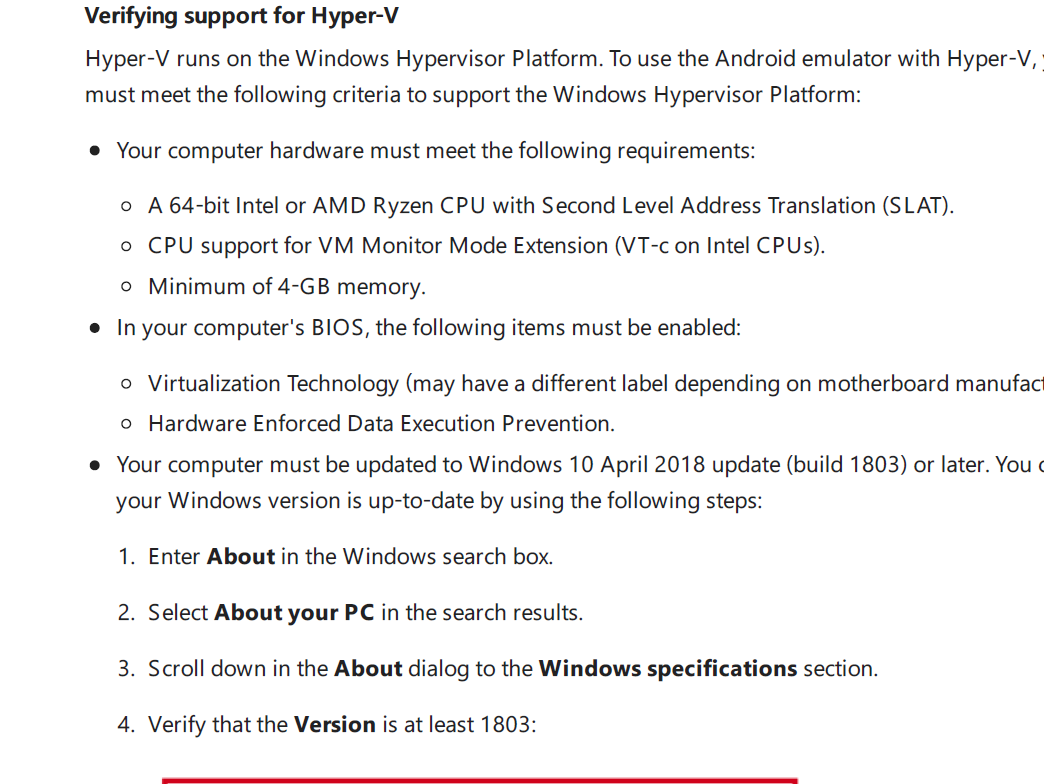 Verifying support for Hyper-V
Hyper-V runs on the Windows Hypervisor Platform. To use the Android emulator with Hyper-V,
must meet the following criteria to support the Windows Hypervisor Platform:
● Your computer hardware must meet the following requirements:
○ A 64-bit Intel or AMD Ryzen CPU with Second Level Address Translation (SLAT).
○ CPU support for VM Monitor Mode Extension (VT-c on Intel CPUs).
○ Minimum of 4-GB memory.
● In your computer's BIOS, the following items must be enabled:
○ Virtualization Technology (may have a different label depending on motherboard manufact
○ Hardware Enforced Data Execution Prevention.
● Your computer must be updated to Windows 10 April 2018 update (build 1803) or later. You
your Windows version is up-to-date by using the following steps:
1. Enter About in the Windows search box.
2. Select About your PC in the search results.
3. Scroll down in the About dialog to the Windows specifications section.
4. Verify that the Version is at least 1803: